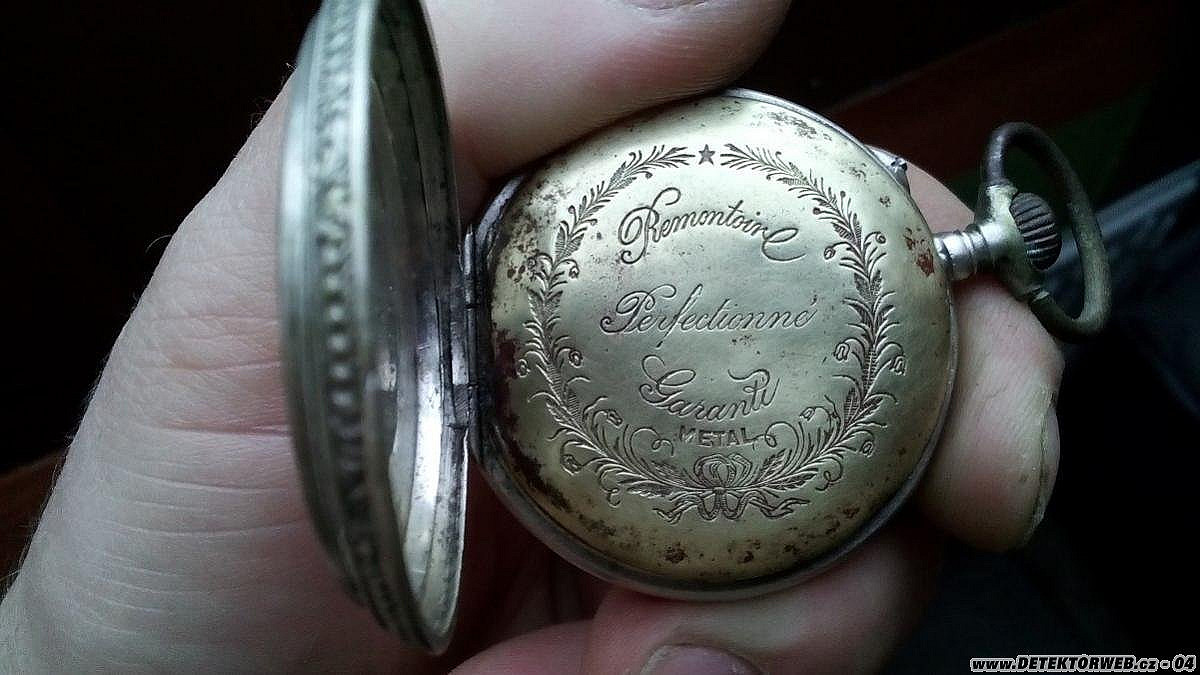 Remontoire
Perfectionné
Garanti
METAL
www.DETEKTORWEB.cz - 04